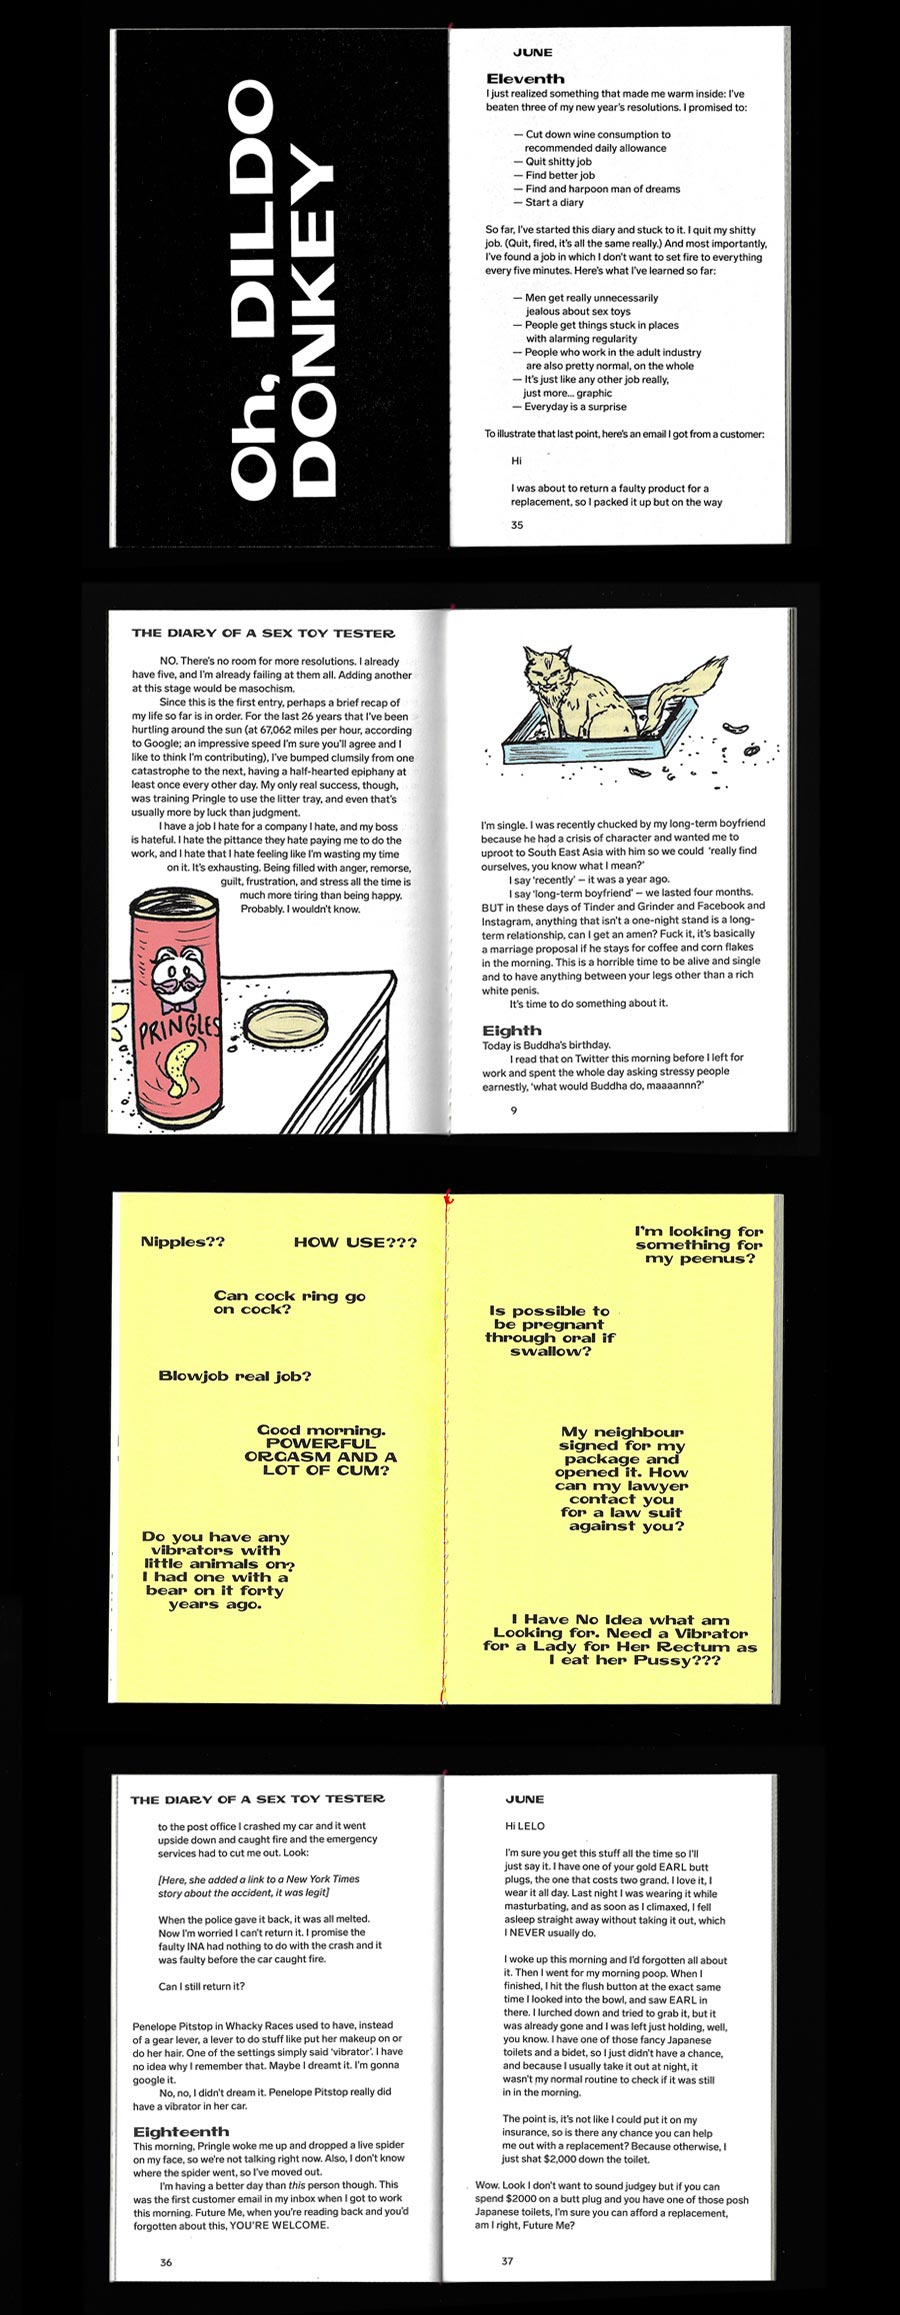 Oh, DILDO
DONKEY
JUNE
Eleventh
I just realized something that made me warm inside: I've
beaten three of my new year's resolutions. I promised to:
— Cut down wine consumption to
recommended daily allowance
— Quit shitty job
— Find better job
— Find and harpoon man of dreams
— Start a diary
So far, I've started this diary and stuck to it. I quit my shitty
job. (Quit, fired, it's all the same really.) And most importantly,
I've found a job in which I don't want to set fire to everything
every five minutes. Here's what I've learned so far:
— Men get really unnecessarily
jealous about sex toys
— People get things stuck in places
with alarming regularity
— People who work in the adult industry
are also pretty normal, on the whole
— It's just like any other job really,
just more... graphic
— Everyday is a surprise
To illustrate that last point, here's an email I got from a customer:
Hi
I was about to return a faulty product for a
replacement, so I packed it up but on the way
35
THE DIARY OF A SEX TOY TESTER
NO. There's no room for more resolutions. I already
have five, and I'm already failing at them all. Adding another
at this stage would be masochism.
Since this is the first entry, perhaps a brief recap of
my life so far is in order. For the last 26 years that I've been
hurtling around the sun (at 67,062 miles per hour, according
to Google; an impressive speed I'm sure you'll agree and I
like to think I'm contributing), I've bumped clumsily from one
catastrophe to the next, having a half-hearted epiphany at
least once every other day. My only real success, though,
was training Pringle to use the litter tray, and even that's
usually more by luck than judgment.
I have a job I hate for a company I hate, and my boss
is hateful. I hate the pittance they hate paying me to do the
work, and I hate that I hate feeling like I'm wasting my time
on it. It's exhausting. Being filled with anger, remorse,
guilt, frustration, and stress all the time is
much more tiring than being happy.
Probably. I wouldn't know.
PRINGLES
I'm single. I was recently chucked by my long-term boyfriend
because he had a crisis of character and wanted me to
uproot to South East Asia with him so we could 'really find
ourselves, you know what I mean?'
I say 'recently' – it was a year ago.
I say 'long-term boyfriend' – we lasted four months.
BUT in these days of Tinder and Grinder and Facebook and
Instagram, anything that isn't a one-night stand is a long-
term relationship, can I get an amen? Fuck it, it's basically
a marriage proposal if he stays for coffee and corn flakes
in the morning. This is a horrible time to be alive and single
and to have anything between your legs other than a rich
white penis.
It's time to do something about it.
Eighth
Today is Buddha's birthday.
I read that on Twitter this morning before I left for
work and spent the whole day asking stressy people
earnestly, 'what would Buddha do, maaaannn?'
9
Nipples??
HOW USE???
Can cock ring go
on cock?
Blowjob real job?
Good morning.
POWERFUL
ORGASM AND A
LOT OF CUM?
Do you have any
vibrators with
little animals on?
I had one with a
bear on it forty
years ago.
I'm looking for
something for
my peenus?
Is possible to
be pregnant
through oral if
swallow?
My neighbour
signed for my
package and
opened it. How
can my lawyer
contact you
for a law suit
against you?
I Have No Idea what am
Looking for. Need a Vibrator
for a Lady for Her Rectum as
I eat her Pussy???
THE DIARY OF A SEX TOY TESTER
to the post office I crashed my car and it went
upside down and caught fire and the emergency
services had to cut me out. Look:
[Here, she added a link to a New York Times
story about the accident, it was legit]
When the police gave it back, it was all melted.
Now I'm worried I can't return it. I promise the
faulty INA had nothing to do with the crash and it
was faulty before the car caught fire.
Can I still return it?
Penelope Pitstop in Whacky Races used to have, instead
of a gear lever, a lever to do stuff like put her makeup on or
do her hair. One of the settings simply said 'vibrator'. I have
no idea why I remember that. Maybe I dreamt it. I'm gonna
google it.
No, no, I didn't dream it. Penelope Pitstop really did
have a vibrator in her car.
Eighteenth
This morning, Pringle woke me up and dropped a live spider
on my face, so we're not talking right now. Also, I don't know
where the spider went, so I've moved out.
I'm having a better day than this person though. This
was the first customer email in my inbox when I got to work
this morning. Future Me, when you're reading back and you'd
forgotten about this, YOU'RE WELCOME.
36
JUNE
Hi LELO
I'm sure you get this stuff all the time so I'll
just say it. I have one of your gold EARL butt
plugs, the one that costs two grand. I love it, I
wear it all day. Last night I was wearing it while
masturbating, and as soon as I climaxed, I fell
asleep straight away without taking it out, which
I NEVER usually do.
I woke up this morning and I'd forgotten all about
it. Then I went for my morning poop. When I
finished, I hit the flush button at the exact same
time I looked into the bowl, and saw EARL in
there. I lurched down and tried to grab it, but it
was already gone and I was left just holding, well,
you know. I have one of those fancy Japanese
toilets and a bidet, so I just didn't have a chance,
and because I usually take it out at night, it
wasn't my normal routine to check if it was still
in in the morning.
The point is, it's not like I could put it on my
insurance, so is there any chance you can help
me out with a replacement? Because otherwise, I
just shat $2,000 down the toilet.
Wow. Look I don't want to sound judgey but if you can
spend $2000 on a butt plug and you have one of those posh
Japanese toilets, I'm sure you can afford a replacement,
am I right, Future Me?
37